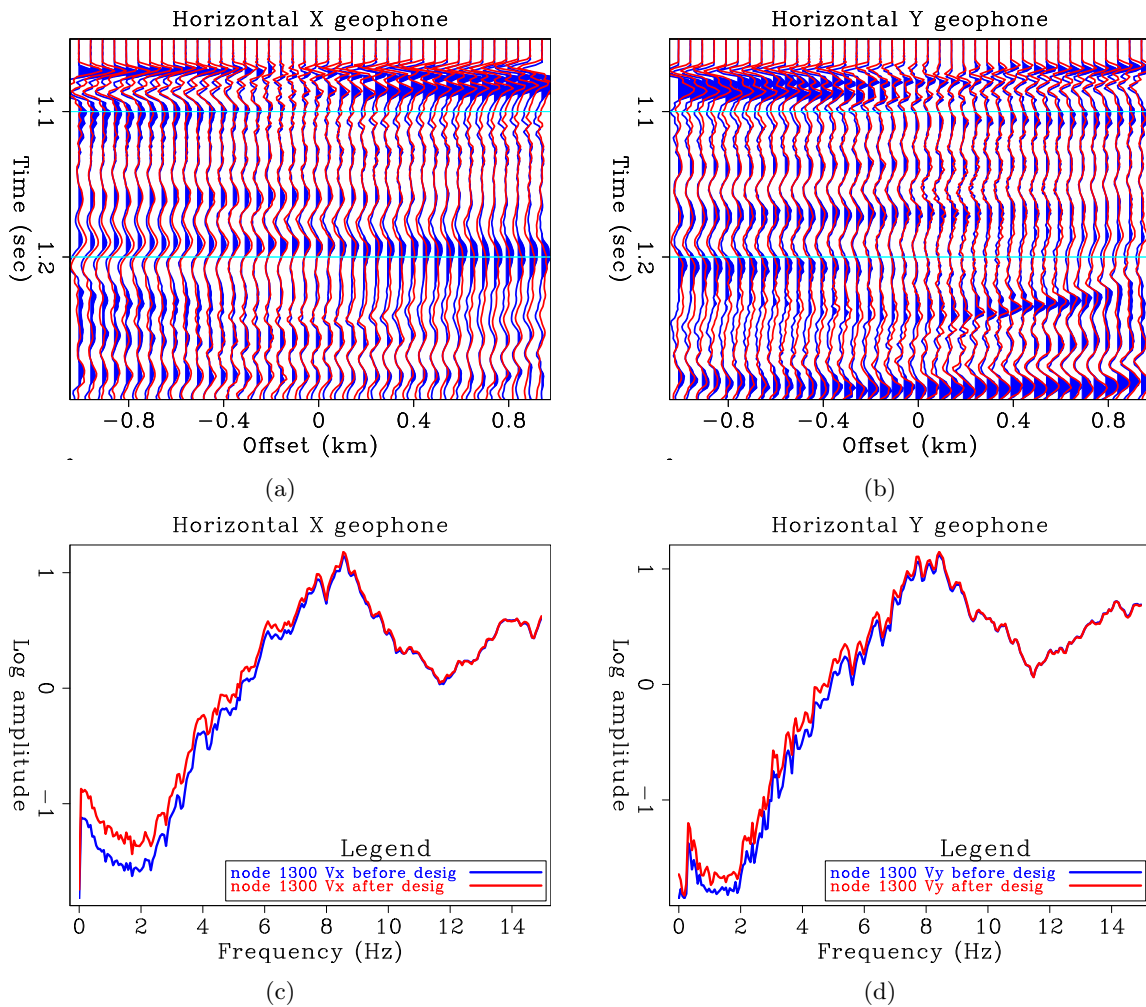 Horizontal X geophone
1.1
1.2
Time (sec)
−0.8 −0.4 0 0.4 0.8
Offset (km)
(a)
Horizontal Y geophone
1.1
1.2
Time (sec)
−0.8 −0.4 0 0.4 0.8
Offset (km)
(b)
Horizontal X geophone
1
0
−1
Log amplitude
Legend
node 1300 Vx before desig
node 1300 Vx after desig
0 2 4 6 8 10 12 14
Frequency (Hz)
(c)
Horizontal Y geophone
1
0
−1
Log amplitude
Legend
node 1300 Vy before desig
node 1300 Vy after desig
0 2 4 6 8 10 12 14
Frequency (Hz)
(d)